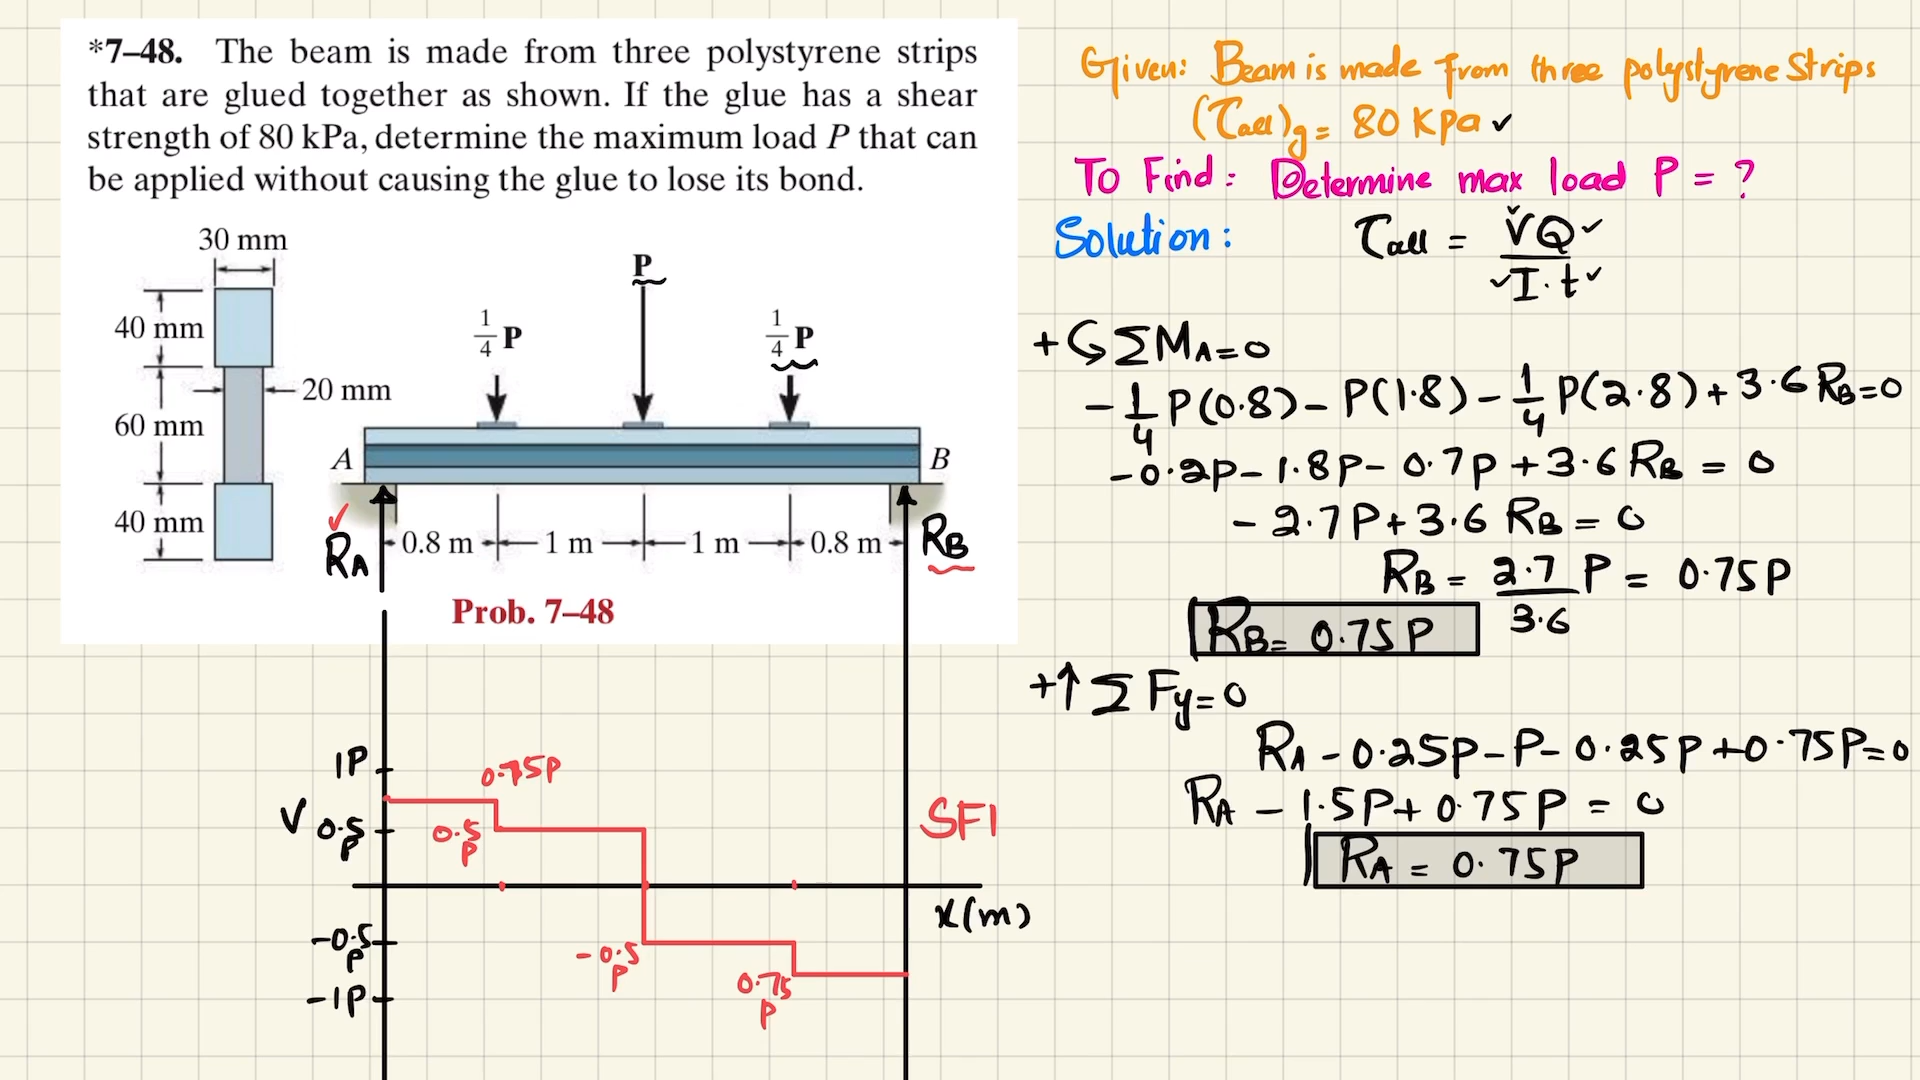 *7–48. The beam is made from three polystyrene strips
that are glued together as shown. If the glue has a shear
strength of 80 kPa, determine the maximum load P that can
be applied without causing the glue to lose its bond.
30 mm
40 mm
20 mm
60 mm
40 mm
P
1/4 P
1/4 P
A
B
RA
0.8 m
1 m
1 m
0.8 m
RB
Prob. 7–48
1P
V
0.5P
-0.5P
-1P
0.75P
0.5P
-0.5P
0.75P
SFI
x(m)
Given: Beam is made from three polystyrene Strips
(τall)g = 80 KPa ✓
To Find: Determine max load P = ?
Solution: τall = VQ / I.t
+ ΣMA=0
-1/4 P(0.8) - P(1.8) - 1/4 P(2.8) + 3.6 RB=0
-0.2P - 1.8P - 0.7P + 3.6 RB = 0
- 2.7P + 3.6 RB = 0
RB = 2.7/3.6 P = 0.75P
RB= 0.75P
+↑ΣFy=0
RA - 0.25P - P - 0.25P + 0.75P=0
RA - 1.5P + 0.75P = 0
RA = 0.75P